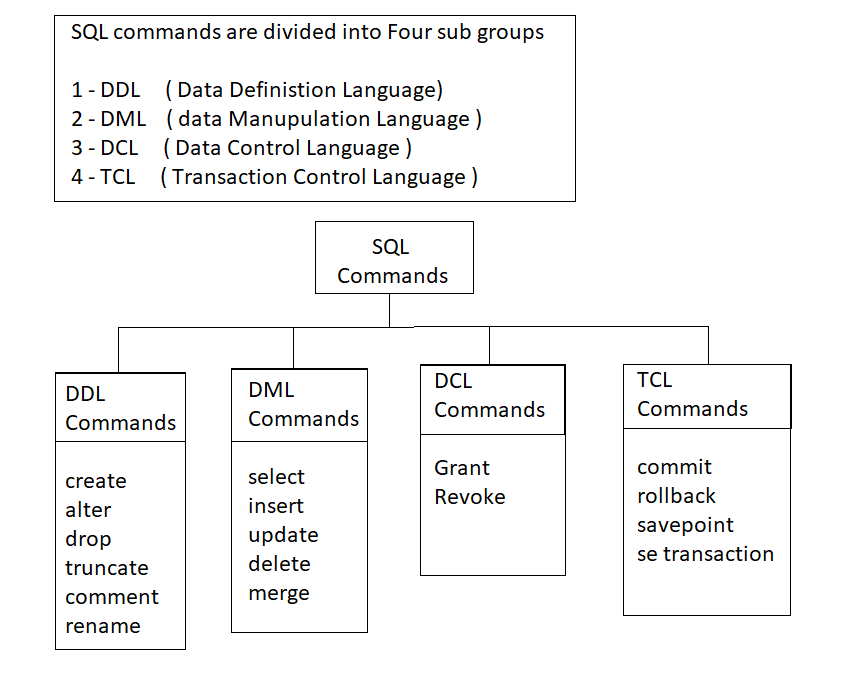 SQL commands are divided into Four sub groups
1 - DDL ( Data Definistion Language)
2 - DML ( data Manupulation Language )
3 - DCL ( Data Control Language )
4 - TCL ( Transaction Control Language )
SQL
Commands
DDL
Commands
create
alter
drop
truncate
comment
rename
DML
Commands
select
insert
update
delete
merge
DCL
Commands
Grant
Revoke
TCL
Commands
commit
rollback
savepoint
se transaction